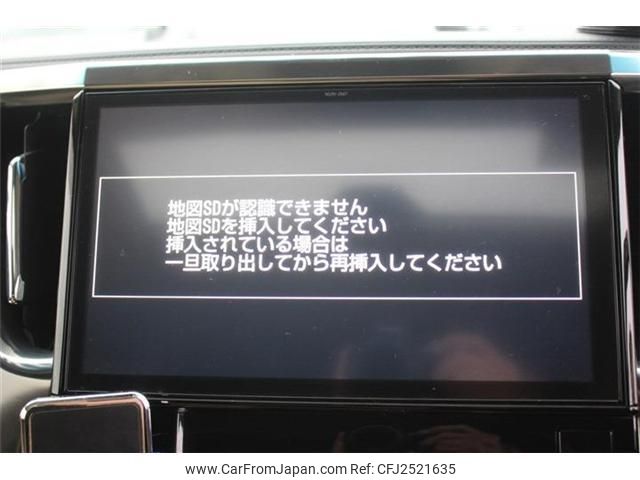 地図SDが認識できません
地図SDを挿入してください
挿入されている場合は
一旦取り出してから再挿入してください
www.CarFromJapan.com
CFJ2521635